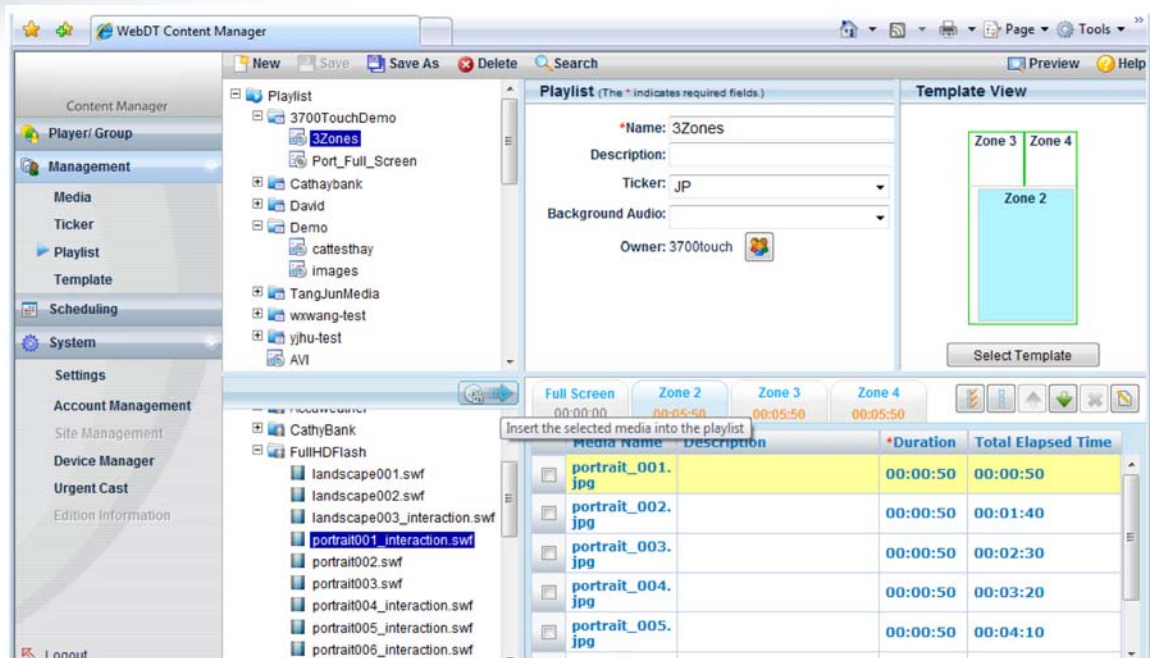 WebDT Content Manager
Page Tools
New Save Save As Delete Search Preview Help
Content Manager
Player/ Group
Management
Media
Ticker
Playlist
Template
Scheduling
System
Settings
Account Management
Site Management
Device Manager
Urgent Cast
Edition Information
Logout
Playlist
3700TouchDemo
3Zones
Port_Full_Screen
Cathaybank
David
Demo
cattesthay
images
TangJunMedia
wxwang-test
yjhu-test
AVI
Playlist (The * indicates required fields.)
*Name: 3Zones
Description:
Ticker: JP
Background Audio:
Owner: 3700touch
Template View
Zone 3 Zone 4
Zone 2
Select Template
Accuweather
CathyBank
FullHDFlash
landscape001.swf
landscape002.swf
landscape003_interaction.swf
portrait001_interaction.swf
portrait002.swf
portrait003.swf
portrait004_interaction.swf
portrait005_interaction.swf
portrait006_interaction.swf
Full Screen Zone 2 Zone 3 Zone 4
00:00:00 00:05:50 00:05:50 00:05:50
Insert the selected media into the playlist
Media Name Description *Duration Total Elapsed Time
portrait_001.
jpg 00:00:50 00:00:50
portrait_002.
jpg 00:00:50 00:01:40
portrait_003.
jpg 00:00:50 00:02:30
portrait_004.
jpg 00:00:50 00:03:20
portrait_005.
jpg 00:00:50 00:04:10